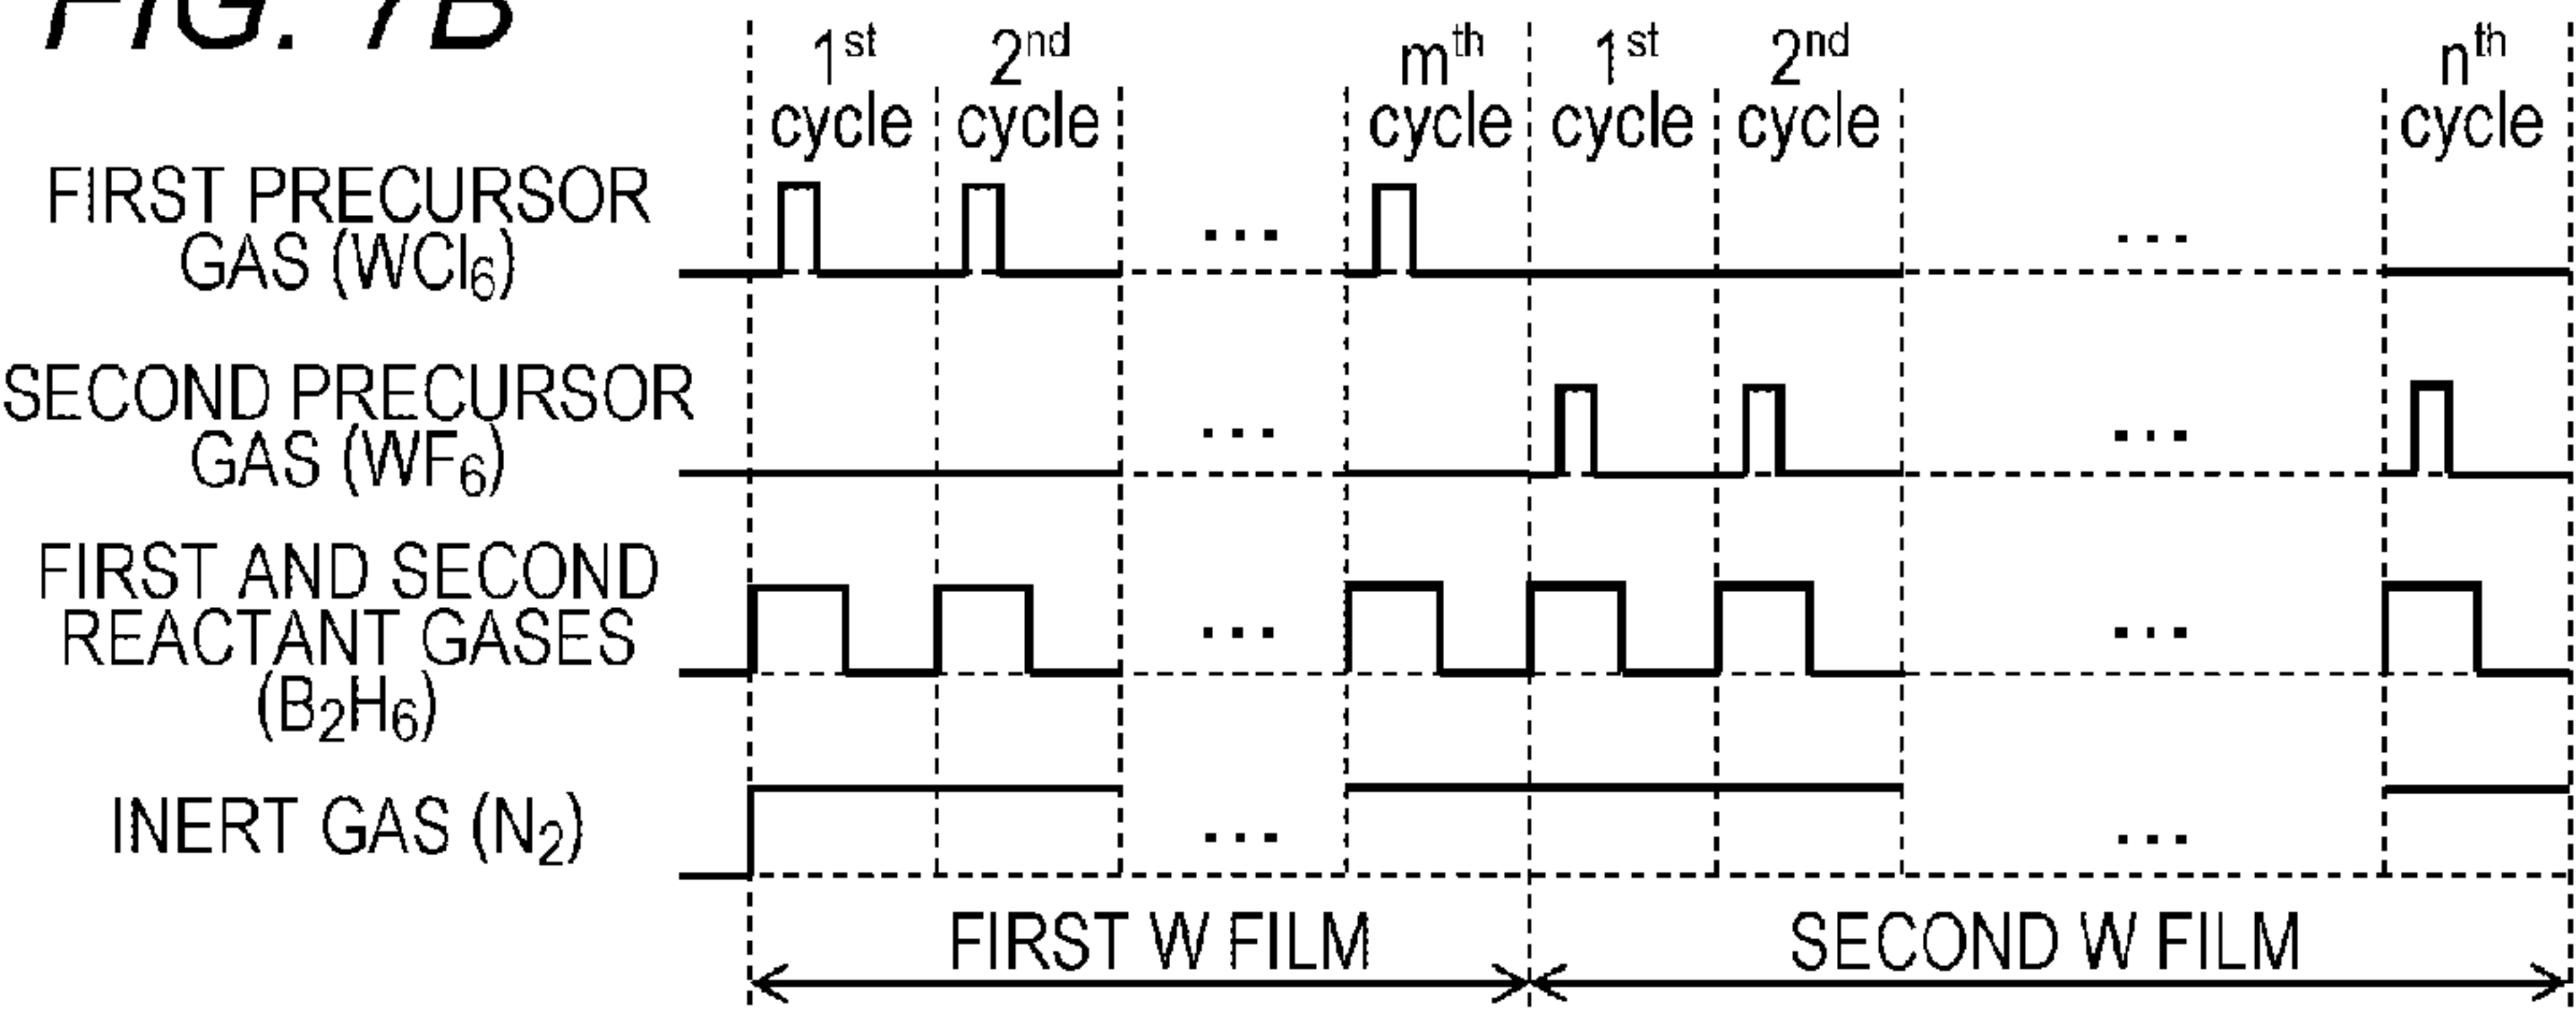 FIG. 7B
1st cycle
2nd cycle
mth cycle
1st cycle
2nd cycle
nth cycle
FIRST PRECURSOR
GAS (WCl6)
... ...
SECOND PRECURSOR
GAS (WF6)
... ...
FIRST AND SECOND
REACTANT GASES
(B2H6)
... ...
INERT GAS (N2)
... ...
FIRST W FILM
SECOND W FILM